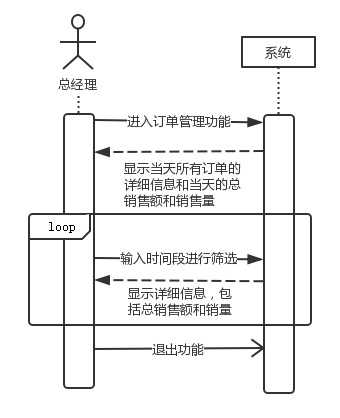 系统
总经理
进入订单管理功能
显示当天所有订单的
详细信息和当天的总
销售额和销售量
loop
输入时间段进行筛选
显示详细信息，包
括总销售额和销量
退出功能